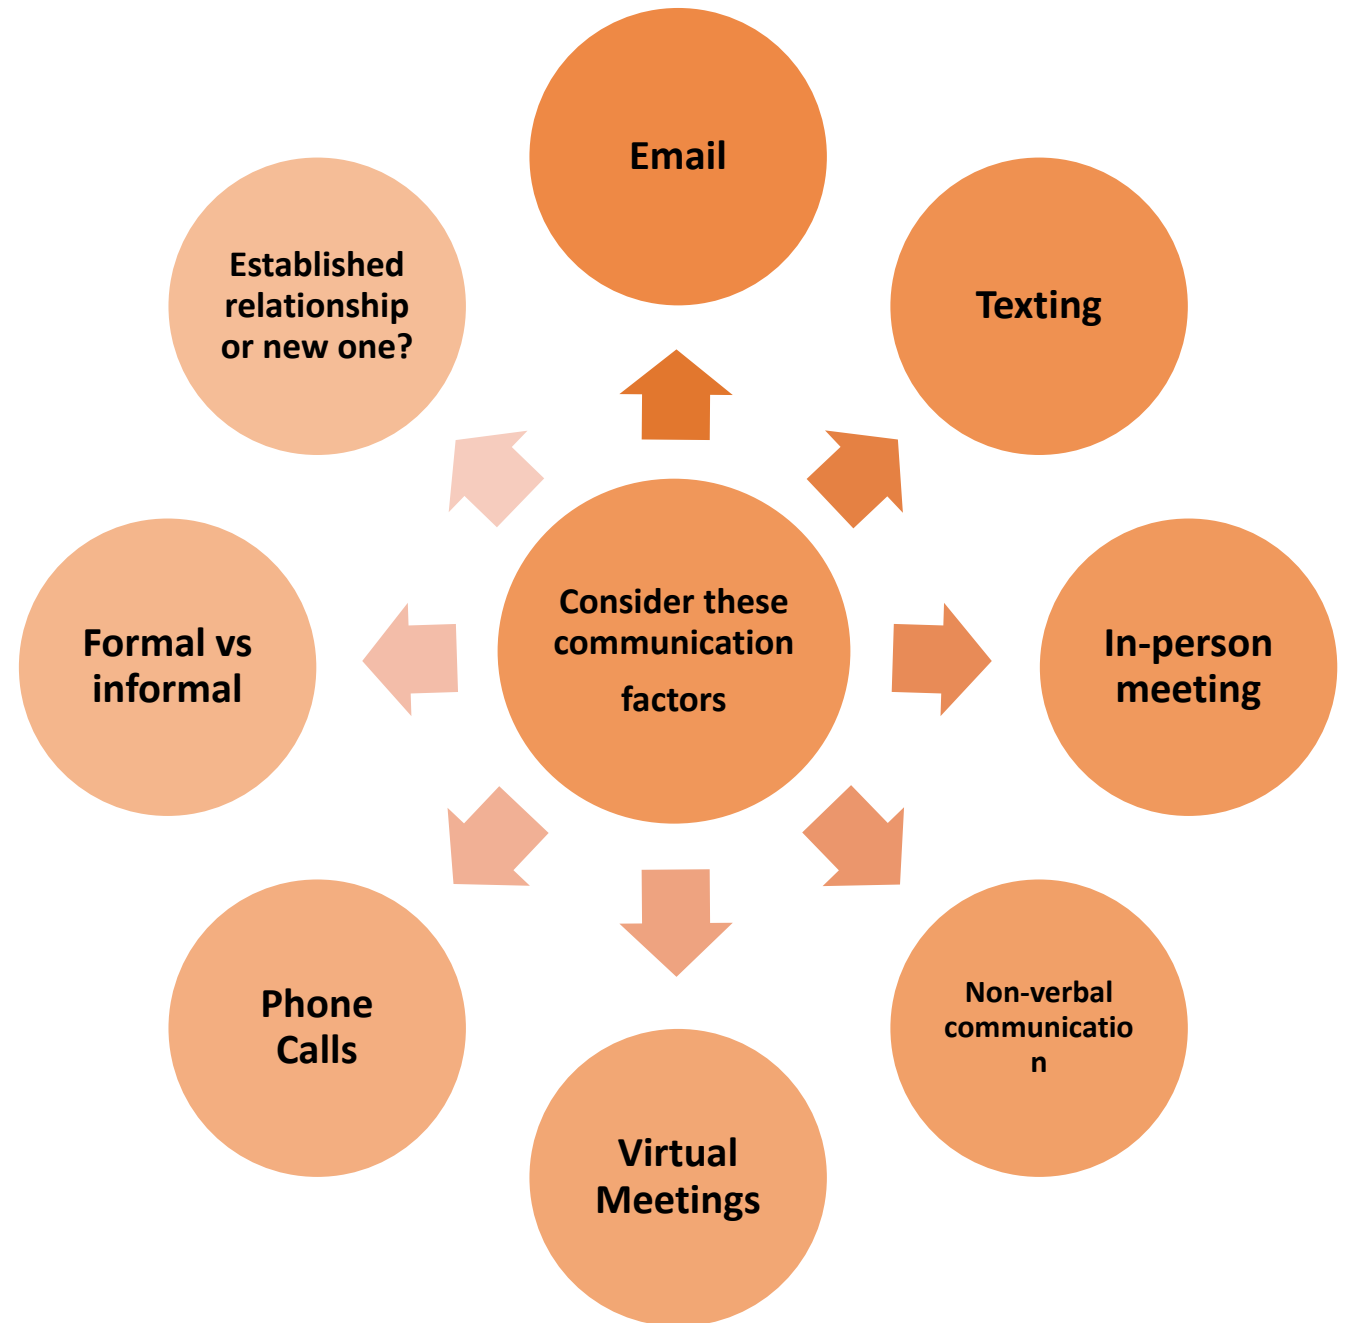 Email
Texting
In-person
meeting
Non-verbal
communicatio
n
Virtual
Meetings
Phone
Calls
Formal vs
informal
Established
relationship
or new one?
Consider these
communication
factors